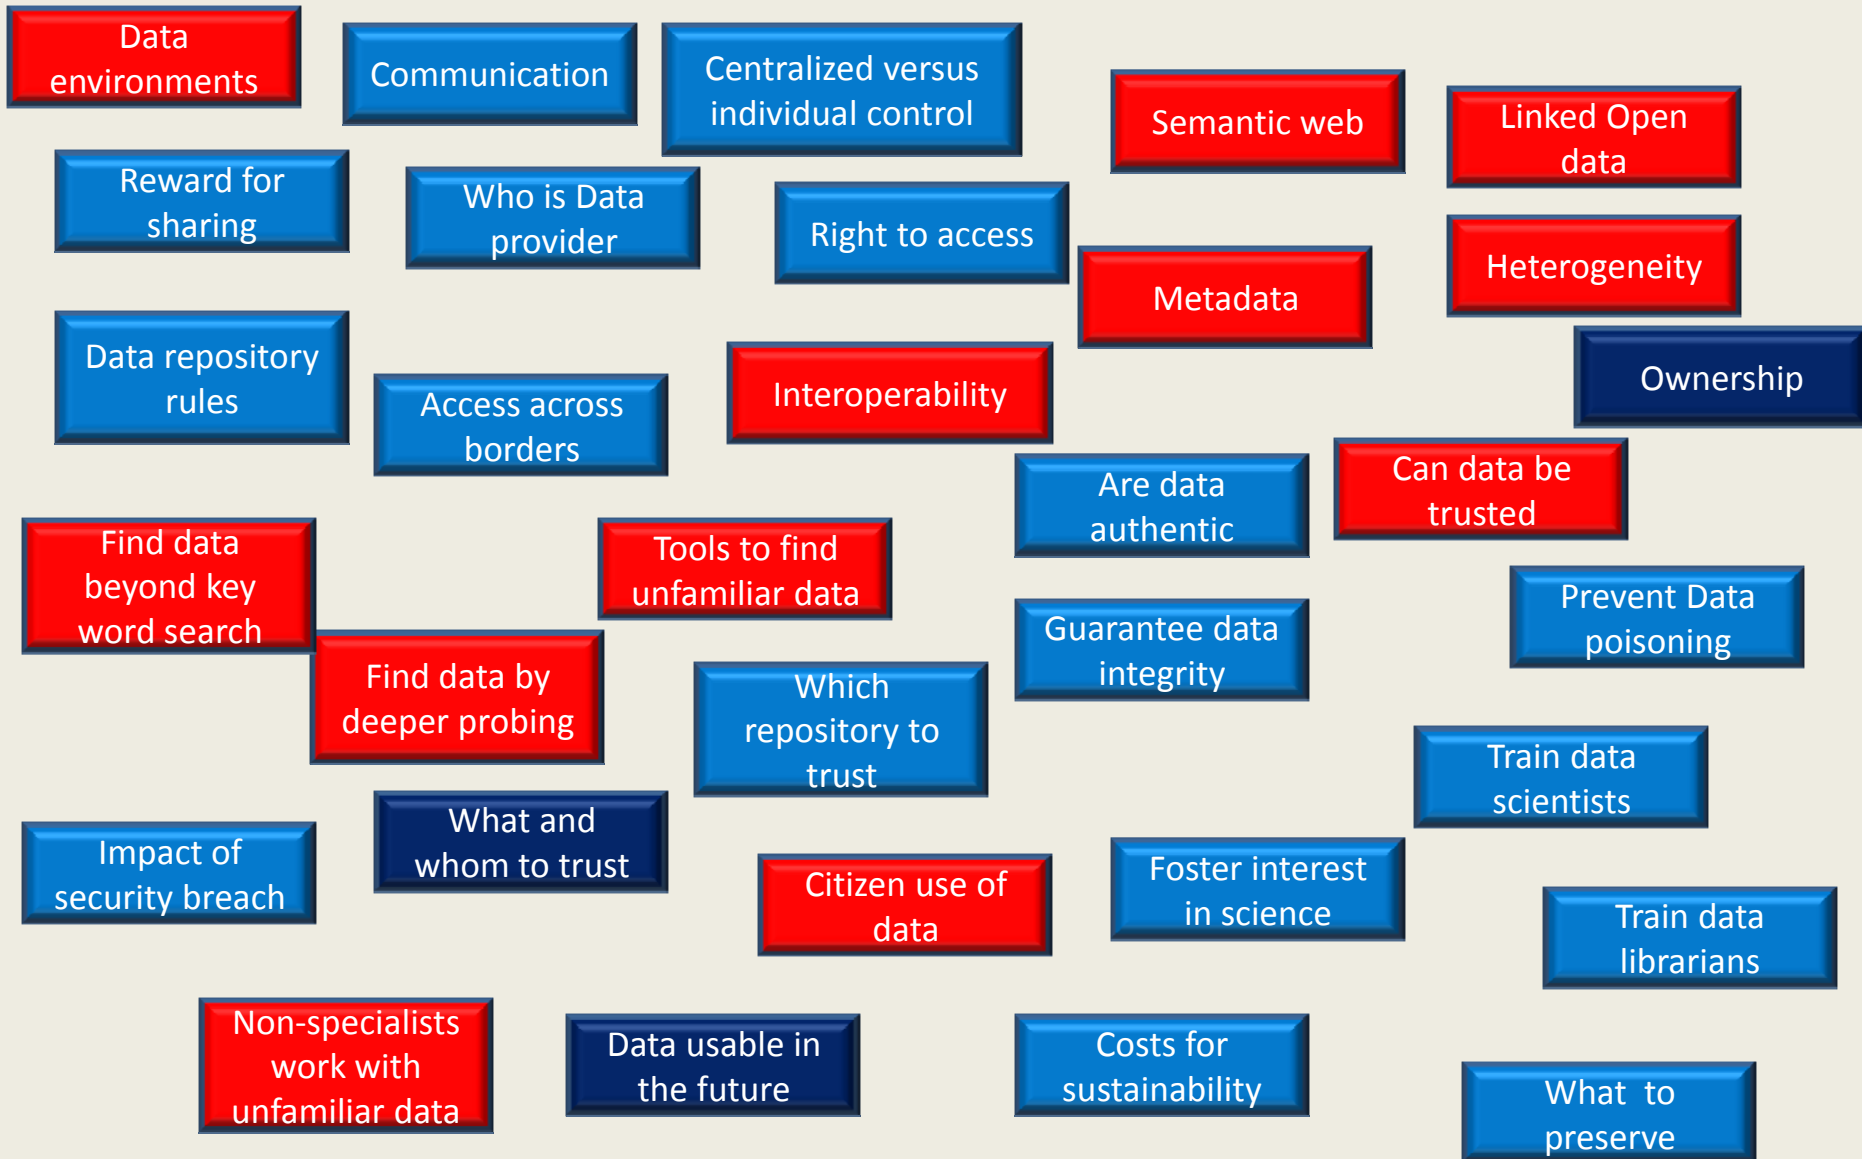 Data
environments
Communication
Centralized versus
individual control
Semantic web
Linked Open
data
Reward for
sharing
Who is Data
provider
Right to access
Metadata
Heterogeneity
Data repository
rules
Access across
borders
Interoperability
Ownership
Are data
authentic
Can data be
trusted
Find data
beyond key
word search
Tools to find
unfamiliar data
Guarantee data
integrity
Prevent Data
poisoning
Find data by
deeper probing
Which
repository to
trust
Train data
scientists
Impact of
security breach
What and
whom to trust
Citizen use of
data
Foster interest
in science
Train data
librarians
Non-specialists
work with
unfamiliar data
Data usable in
the future
Costs for
sustainability
What to
preserve